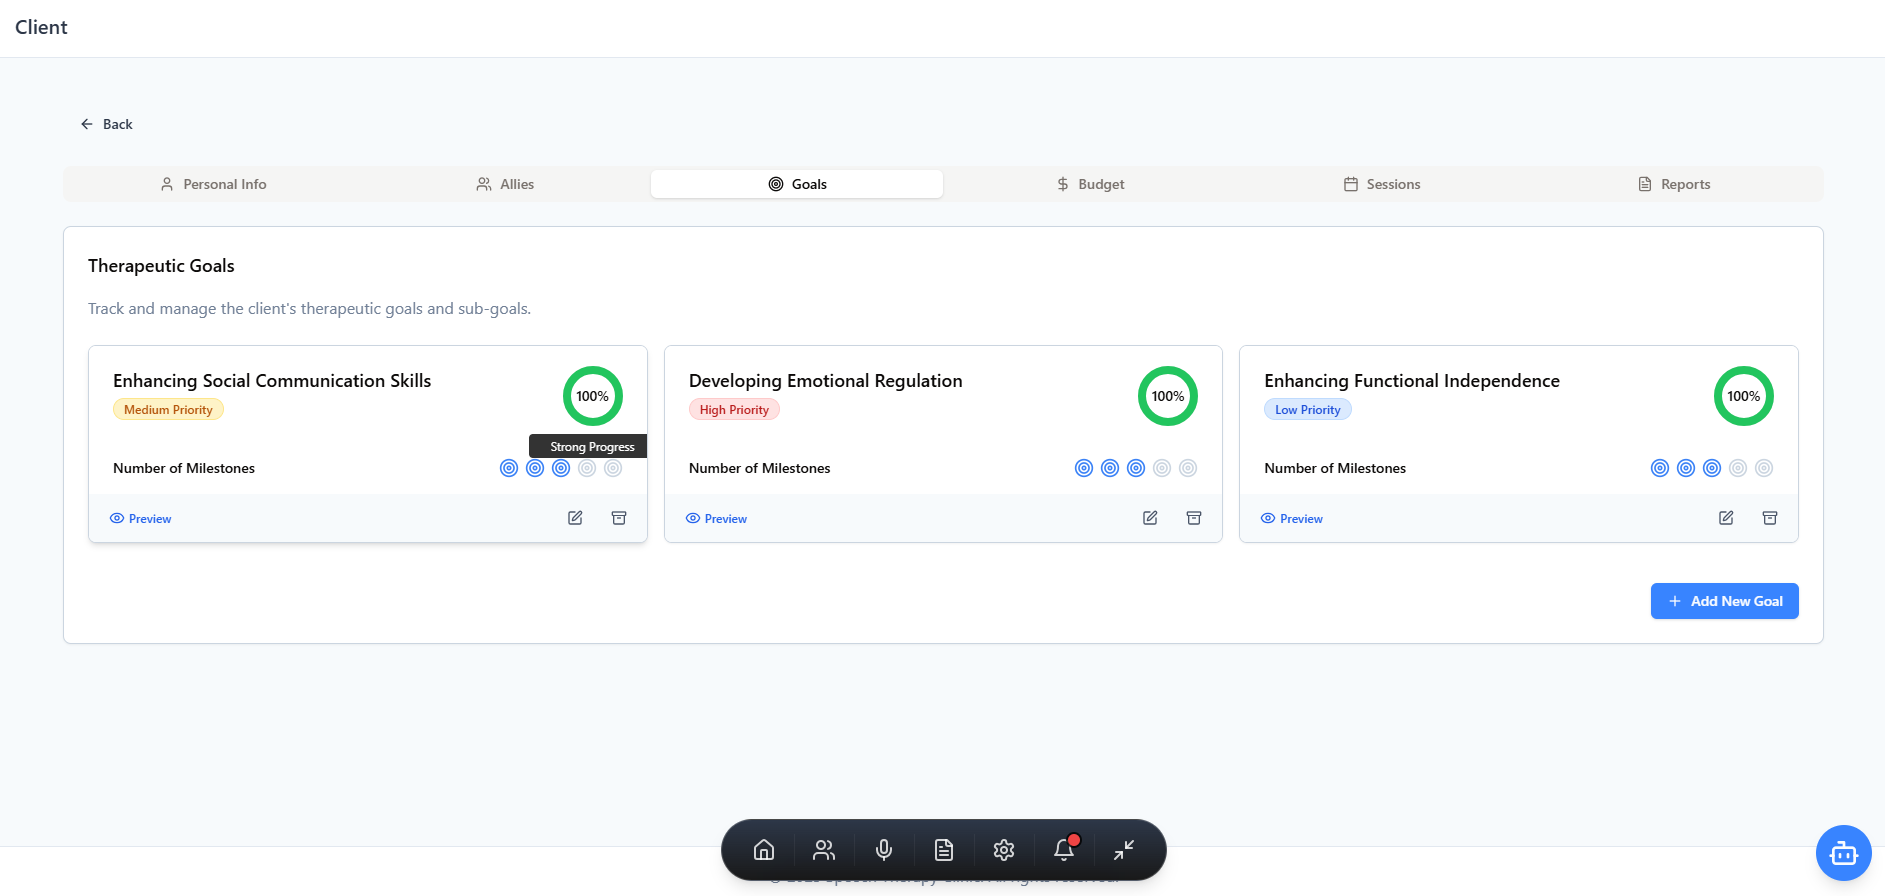 Client
Back
Personal Info
Allies
Goals
Budget
Sessions
Reports
Therapeutic Goals
Track and manage the client's therapeutic goals and sub-goals.
Enhancing Social Communication Skills
100%
Medium Priority
Strong Progress
Number of Milestones
Preview
Developing Emotional Regulation
100%
High Priority
Number of Milestones
Preview
Enhancing Functional Independence
100%
Low Priority
Number of Milestones
Preview
Add New Goal